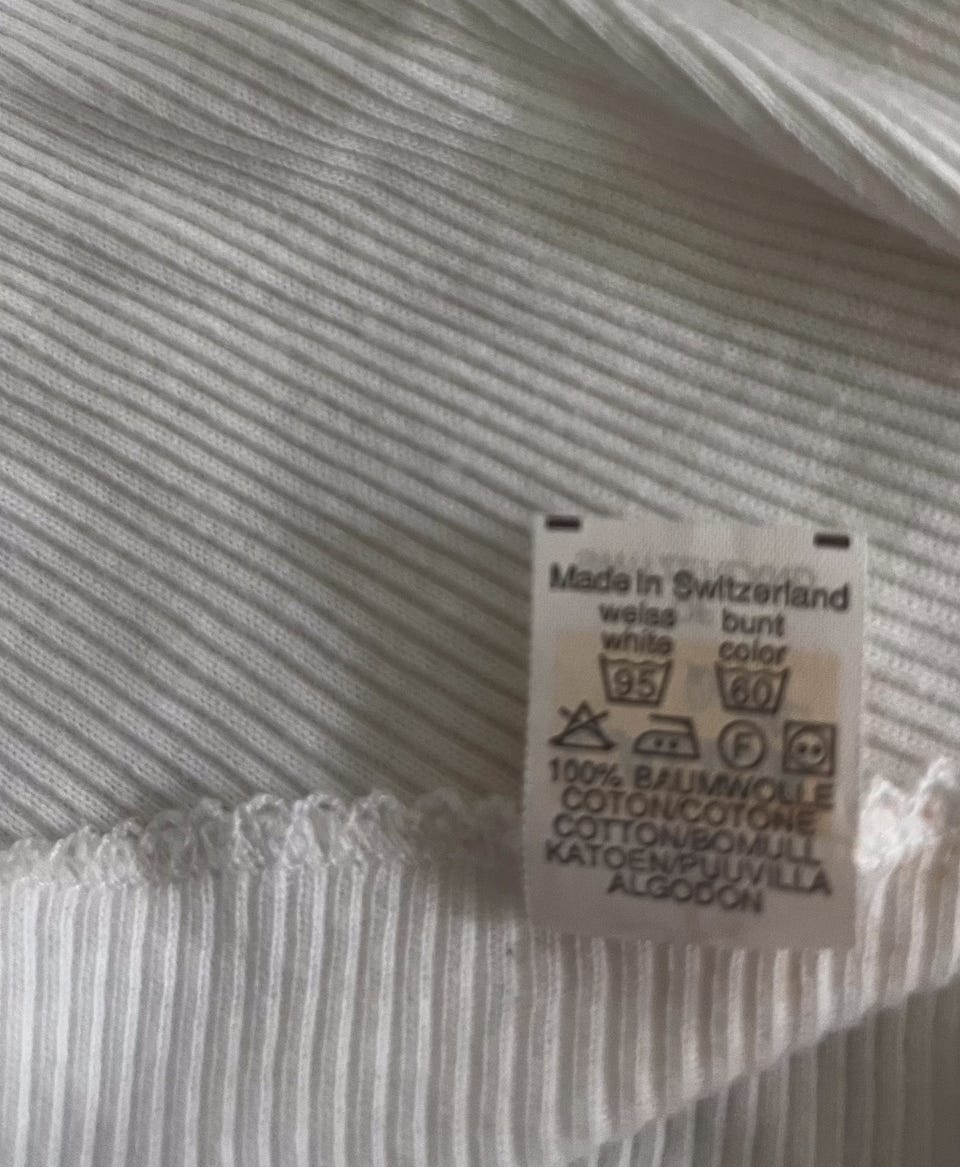 Made in Switzerland
weiss bunt
white color
95 60
F
100% BAUMWOLLE
COTON/COTONE
COTTON/BOMULL
KATOEN/PUUVILLA
ALGODON